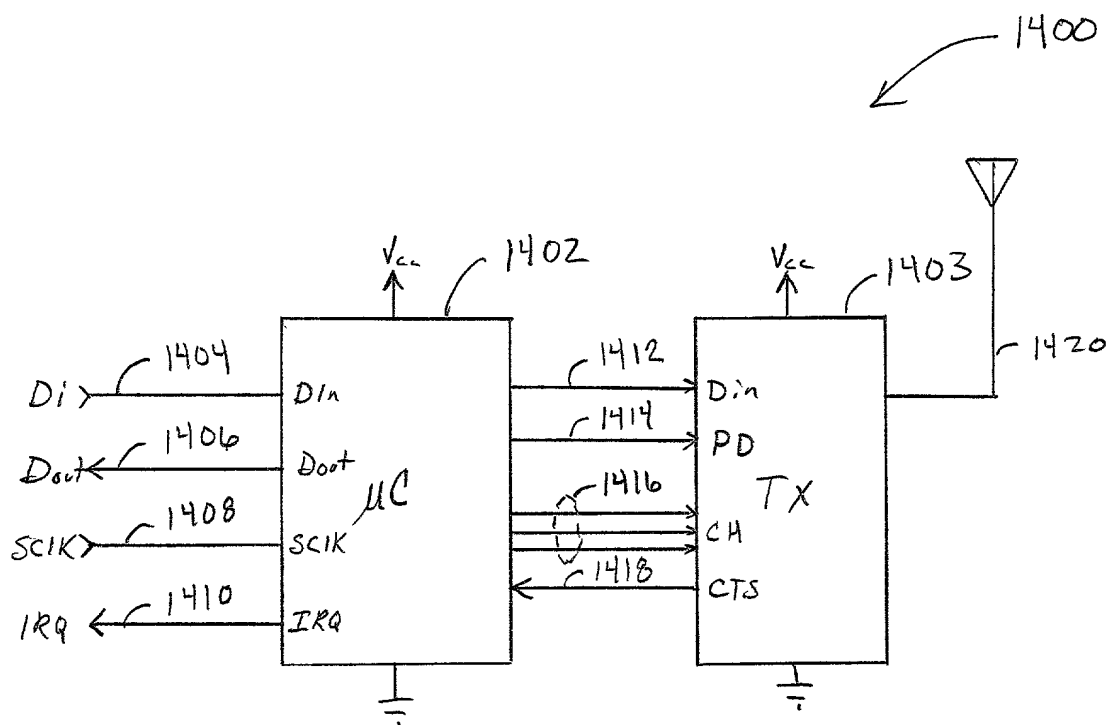 1400
Vcc
1402
Vcc
1403
1420
Di
1404
DIn
1412
Din
Dout
1406
Dout
1414
PD
µC
TX
SCIK
1408
SCIK
1416
CH
1418
CTS
IRQ
1410
IRQ